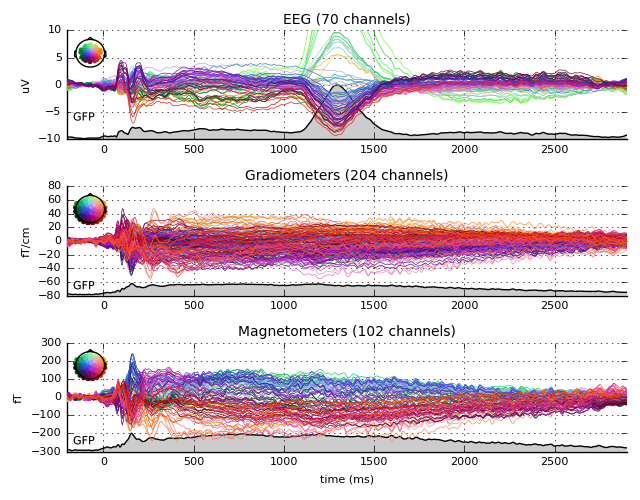 EEG (70 channels)
10
5
0
−5
−10
uV
GFP
0 500 1000 1500 2000 2500
Gradiometers (204 channels)
80
60
40
20
0
−20
−40
−60
−80
fT/cm
GFP
0 500 1000 1500 2000 2500
Magnetometers (102 channels)
300
200
100
0
−100
−200
−300
fT
GFP
0 500 1000 1500 2000 2500
time (ms)